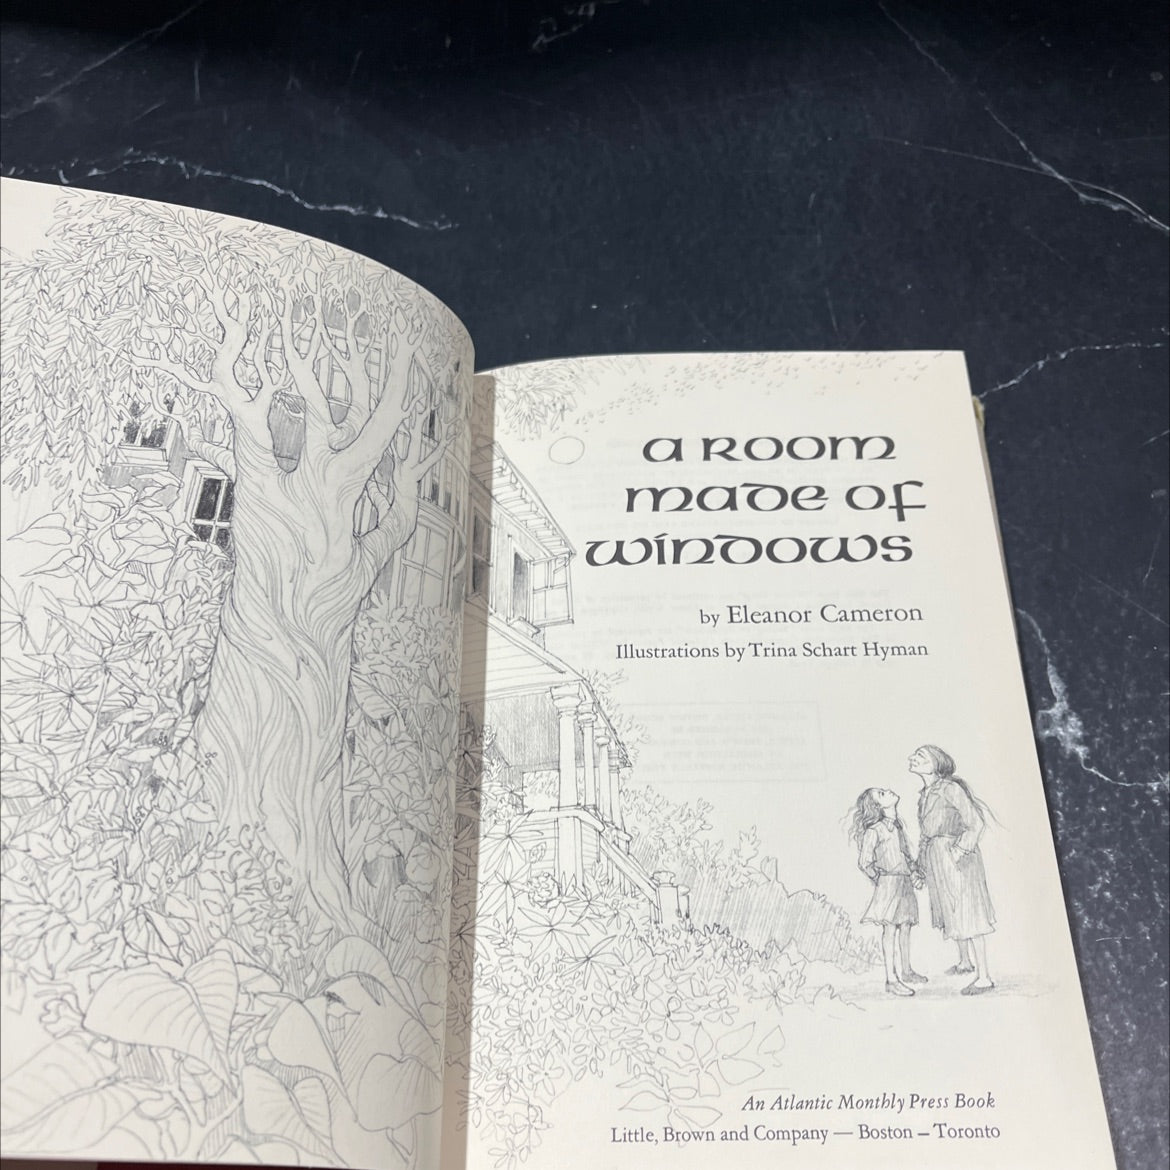 a room
made of
windows
by Eleanor Cameron
Illustrations by Trina Schart Hyman
An Atlantic Monthly Press Book
Little, Brown and Company — Boston – Toronto